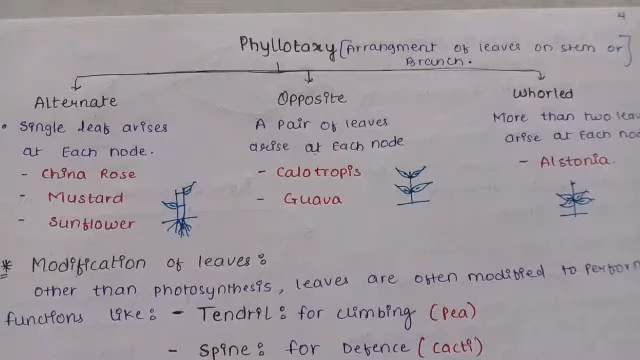 4
Phyllotaxy [Arrangment of leaves on stem or
Branch.]
Alternate
• Single leaf arises
at Each node.
- China Rose
- Mustard
- Sunflower
Opposite
A pair of leaves
arise at Each node
- Calotropis
- Guava
Whorled
More than two leav
arise at Each nod
- Alstonia.
* Modification of leaves:
other than photosynthesis, leaves are often modified to perform
functions like: - Tendril: for climbing (pea)
- Spine: for Defence (cacti)